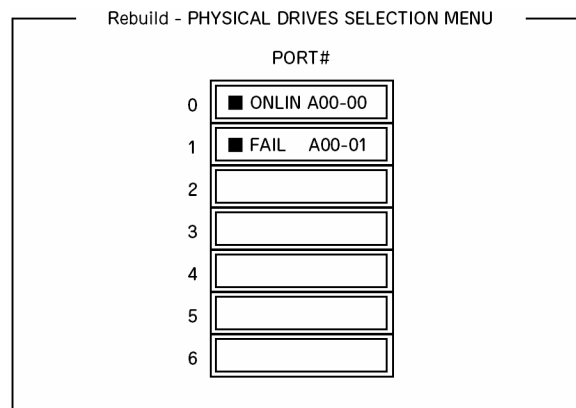 Rebuild - PHYSICAL DRIVES SELECTION MENU
PORT#
0 ■ ONLIN A00-00
1 ■ FAIL A00-01
2
3
4
5
6